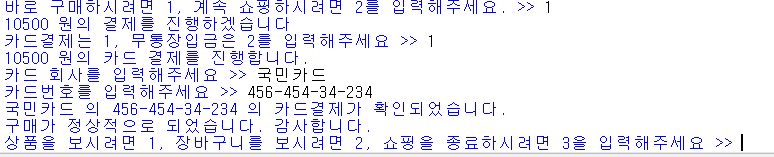 바로 구매하시려면 1, 계속 쇼핑하시려면 2를 입력해주세요. >> 1
10500 원의 결제를 진행하겠습니다
카드결제는 1, 무통장입금은 2를 입력해주세요 >> 1
10500 원의 카드 결제를 진행합니다.
카드 회사를 입력해주세요 >> 국민카드
카드번호를 입력해주세요 >> 456-454-34-234
국민카드 의 456-454-34-234 의 카드결제가 확인되었습니다.
구매가 정상적으로 되었습니다. 감사합니다.
상품을 보시려면 1, 장바구니를 보시려면 2, 쇼핑을 종료하시려면 3을 입력해주세요 >>